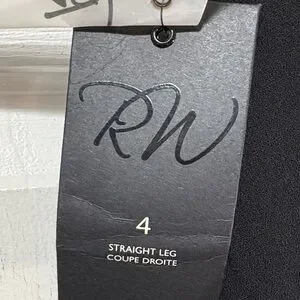 RW
4
STRAIGHT LEG
COUPE DROITE